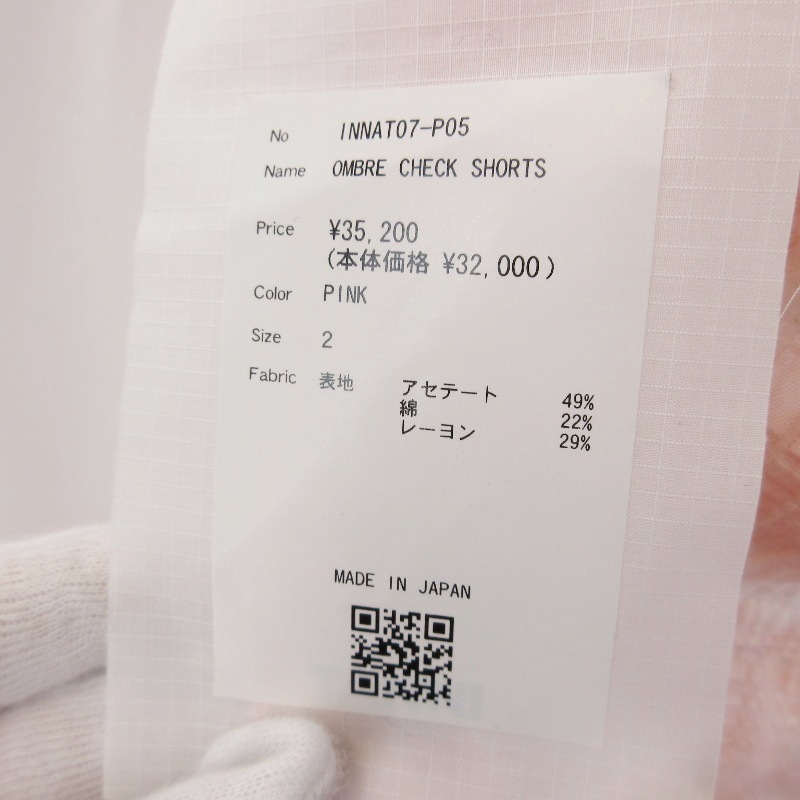 No INNAT07-P05
Name OMBRE CHECK SHORTS
Price ¥35,200
(本体価格 ¥32,000)
Color PINK
Size 2
Fabric 表地 アセテート 49%
綿 22%
レーヨン 29%
MADE IN JAPAN